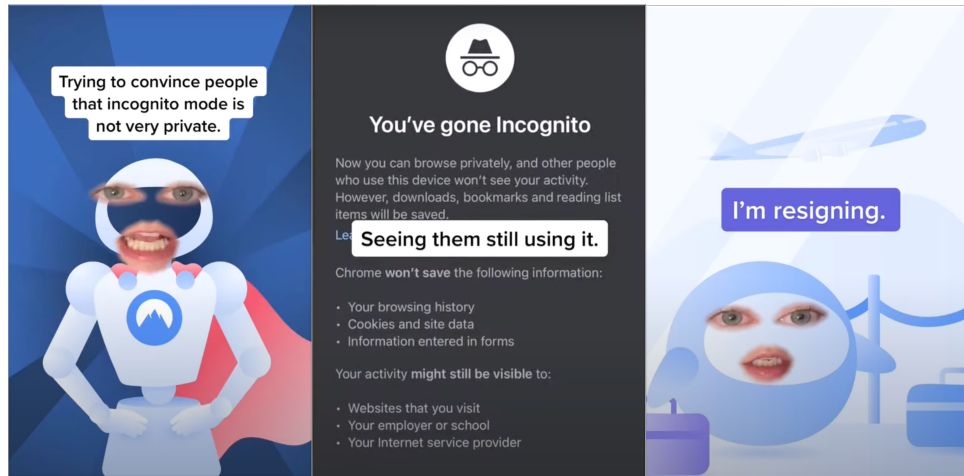 Trying to convince people
that incognito mode is
not very private.
You've gone Incognito
Now you can browse privately, and other people
who use this device won't see your activity.
However, downloads, bookmarks and reading list
items will be saved.
Seeing them still using it.
Chrome won't save the following information:
• Your browsing history
• Cookies and site data
• Information entered in forms
Your activity might still be visible to:
• Websites that you visit
• Your employer or school
• Your Internet service provider
I'm resigning.